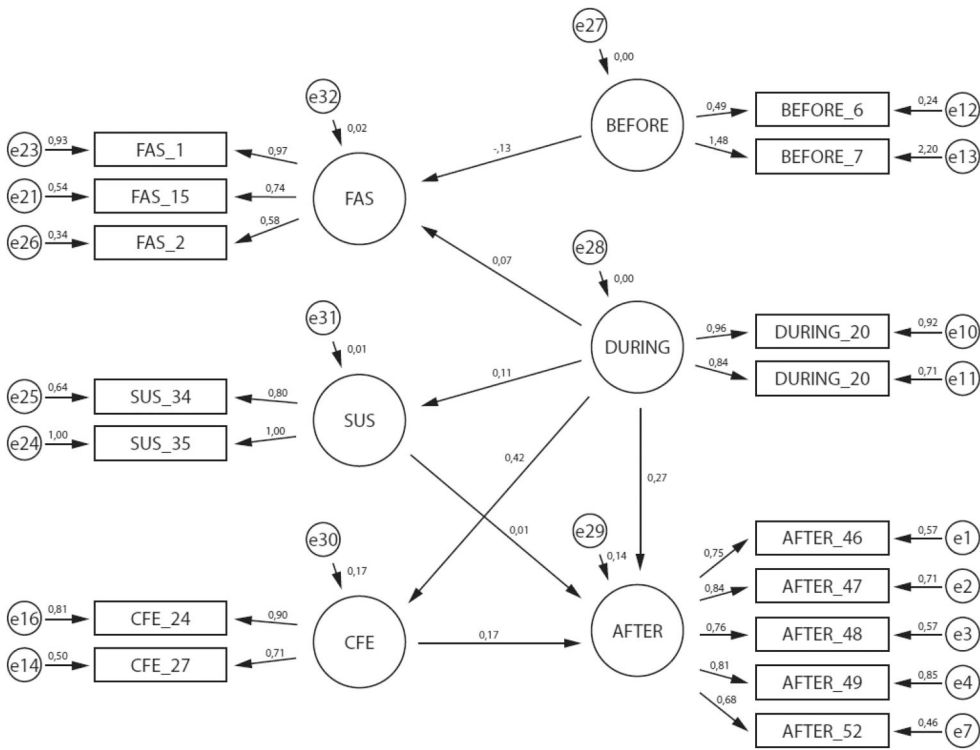 e27
0,00
BEFORE
0,49
BEFORE_6
0,24
e12
1,48
BEFORE_7
2,20
e13
-,13
e32
0,02
FAS
e23
0,93
FAS_1
0,97
e21
0,54
FAS_15
0,74
e26
0,34
FAS_2
0,58
0,07
e28
0,00
DURING
0,96
DURING_20
0,92
e10
0,84
DURING_20
0,71
e11
e31
0,01
SUS
0,11
e25
0,64
SUS_34
0,80
e24
1,00
SUS_35
1,00
0,42
0,27
0,01
e30
0,17
CFE
e16
0,81
CFE_24
0,90
e14
0,50
CFE_27
0,71
0,17
e29
0,14
AFTER
0,75
AFTER_46
0,57
e1
0,84
AFTER_47
0,71
e2
0,76
AFTER_48
0,57
e3
0,81
AFTER_49
0,85
e4
0,68
AFTER_52
0,46
e7